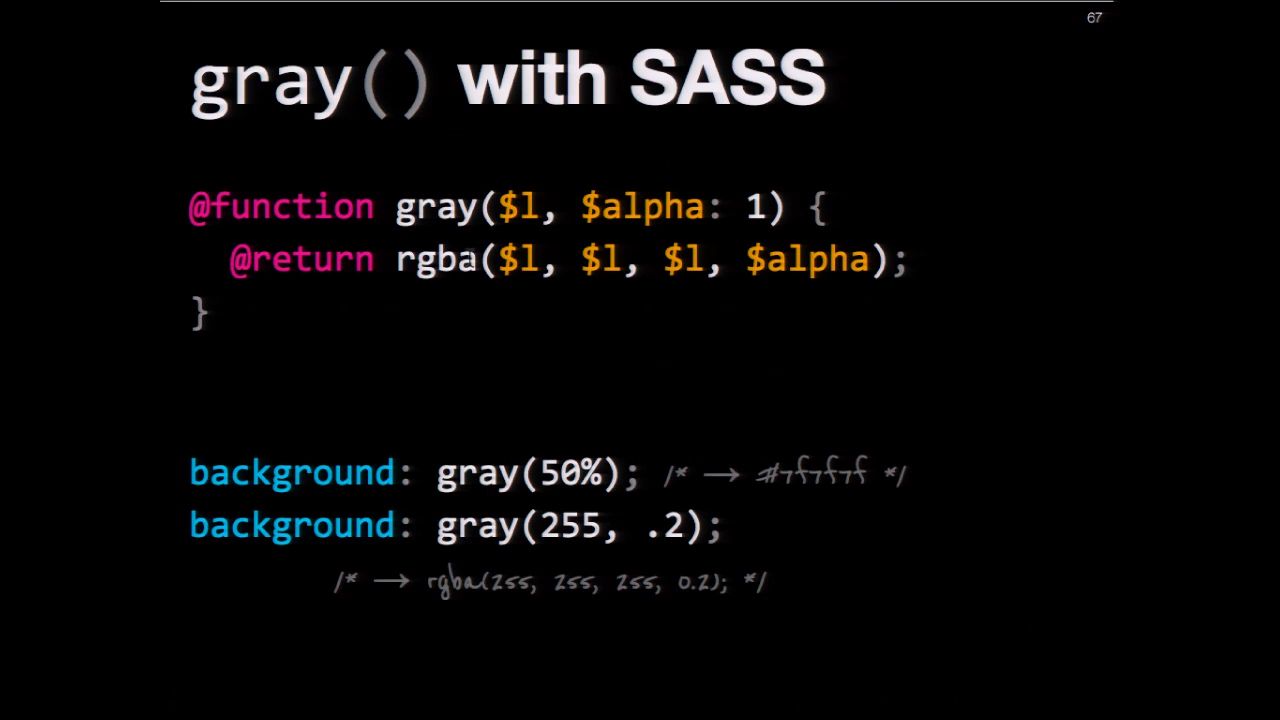 67
gray() with SASS
@function gray($l, $alpha: 1) {
@return rgba($l, $l, $l, $alpha);
}
background: gray(50%); /* → #7f7f7f */
background: gray(255, .2);
/* → rgba(255, 255, 255, 0.2); */